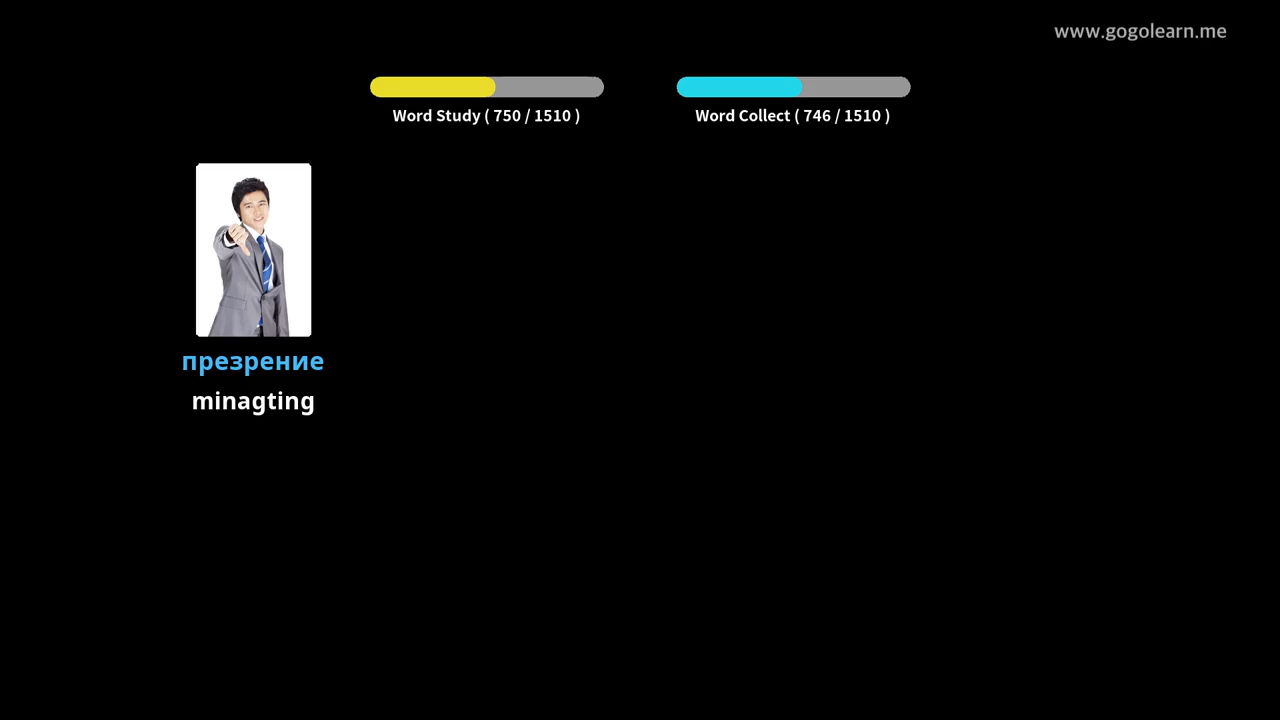 www.gogolearn.me
Word Study ( 750 / 1510 )
Word Collect ( 746 / 1510 )
презрение
minagting